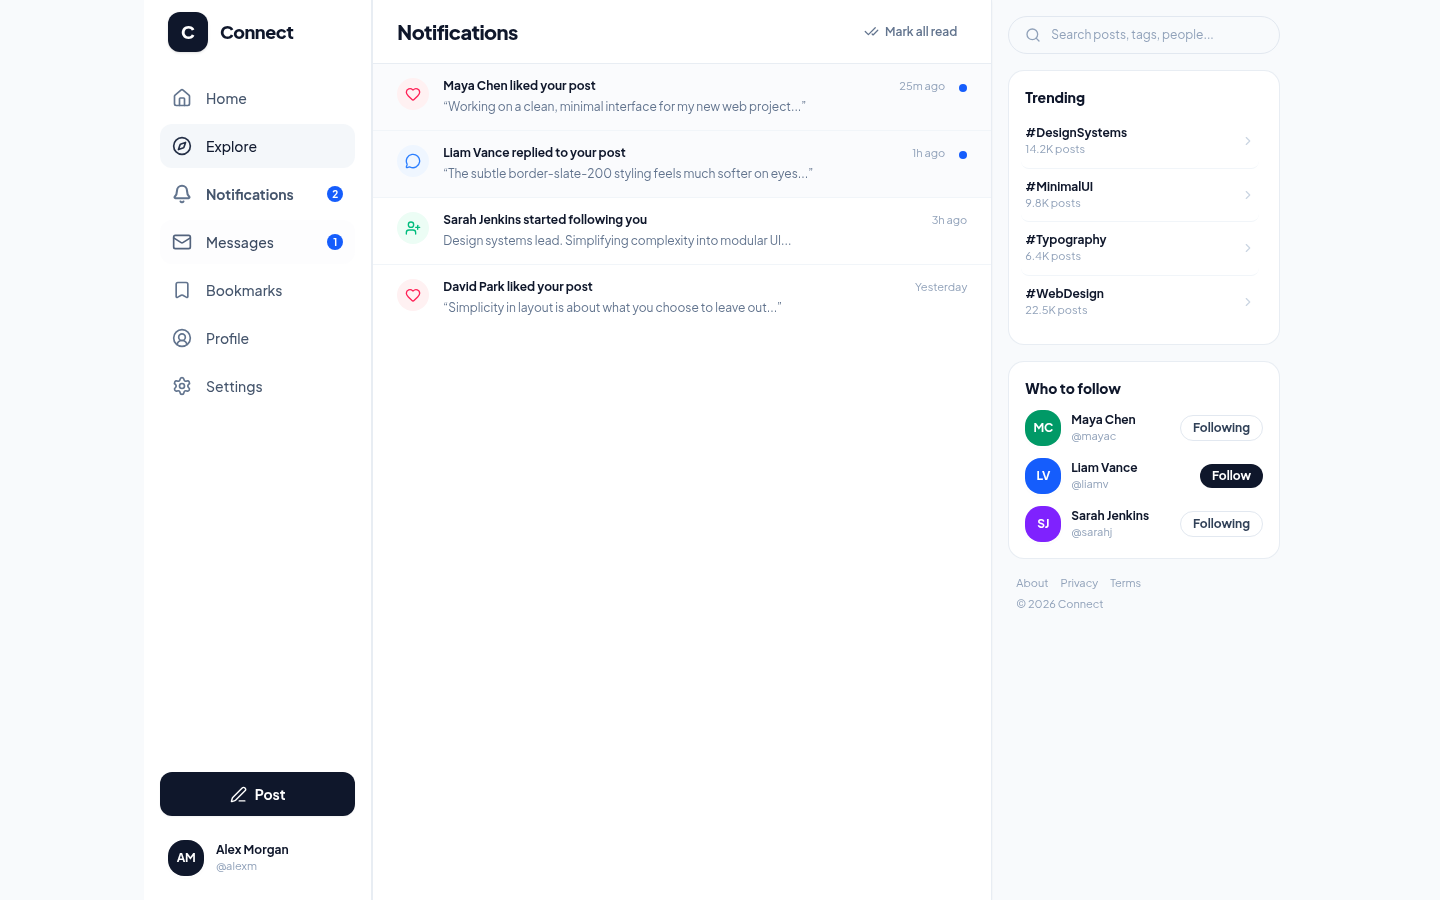 C Connect
Home
Explore
Notifications 2
Messages 1
Bookmarks
Profile
Settings
Post
AM Alex Morgan
@alexm
Notifications
Mark all read
Maya Chen liked your post 25m ago
“Working on a clean, minimal interface for my new web project...”
Liam Vance replied to your post 1h ago
“The subtle border-slate-200 styling feels much softer on eyes...”
Sarah Jenkins started following you 3h ago
Design systems lead. Simplifying complexity into modular UI...
David Park liked your post Yesterday
“Simplicity in layout is about what you choose to leave out...”
Search posts, tags, people...
Trending
#DesignSystems
14.2K posts
#MinimalUI
9.8K posts
#Typography
6.4K posts
#WebDesign
22.5K posts
Who to follow
MC Maya Chen
@mayac
Following
LV Liam Vance
@liamv
Follow
SJ Sarah Jenkins
@sarahj
Following
About Privacy Terms
© 2026 Connect